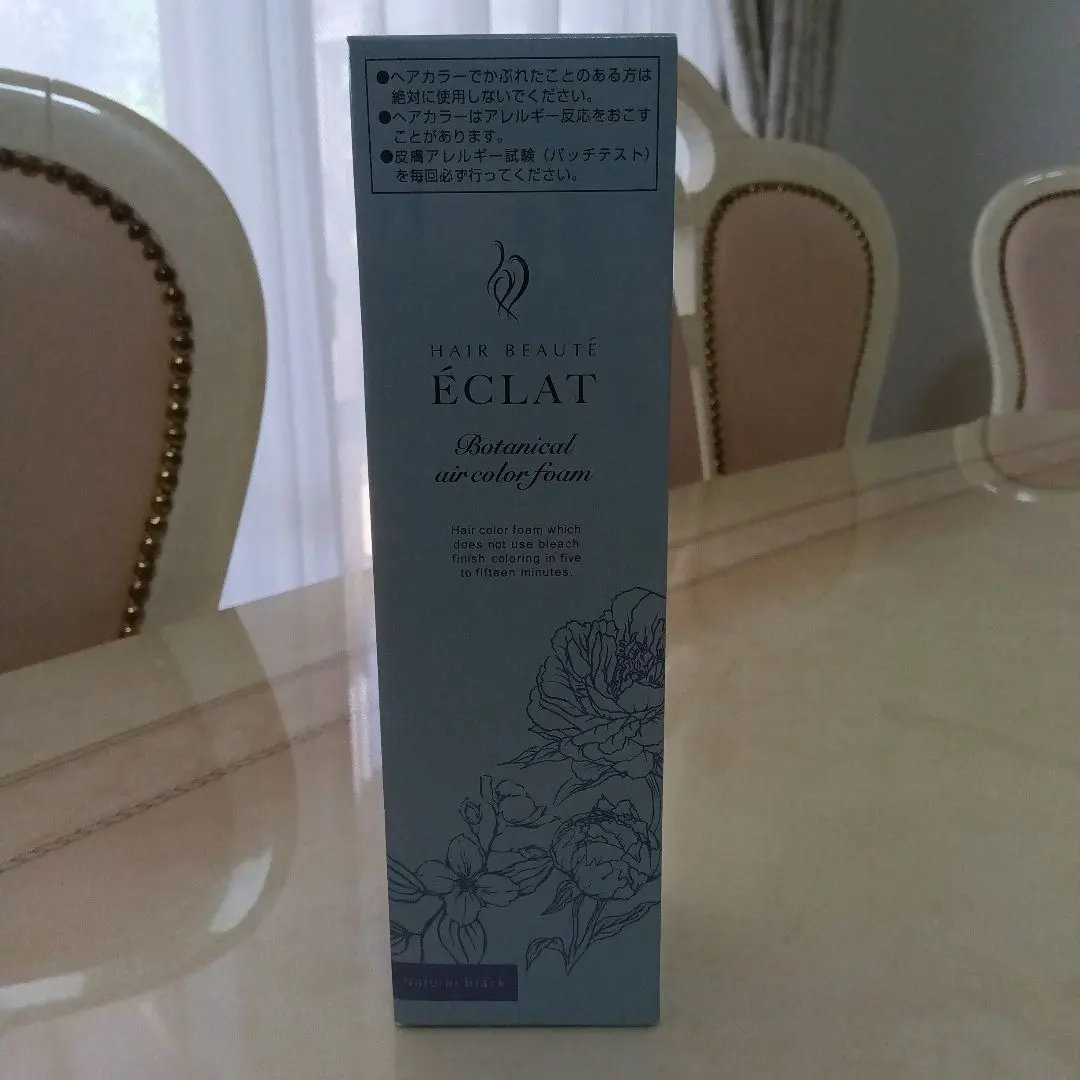 ●ヘアカラーでかぶれたことのある方は
絶対に使用しないでください。
●ヘアカラーはアレルギー反応をおこす
ことがあります。
●皮膚アレルギー試験（パッチテスト）
を毎回必ず行ってください。
HAIR BEAUTÉ
ÉCLAT
Botanical
air color foam
Hair color foam which
does not use bleach
finish coloring in five
to fifteen minutes.
Natural Black